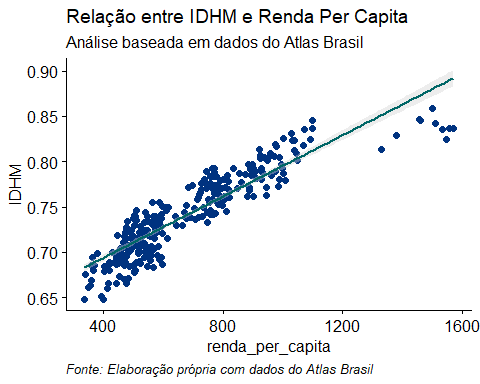 Relação entre IDHM e Renda Per Capita
Análise baseada em dados do Atlas Brasil
IDHM
0.90
0.85
0.80
0.75
0.70
0.65
400 800 1200 1600
renda_per_capita
Fonte: Elaboração própria com dados do Atlas Brasil